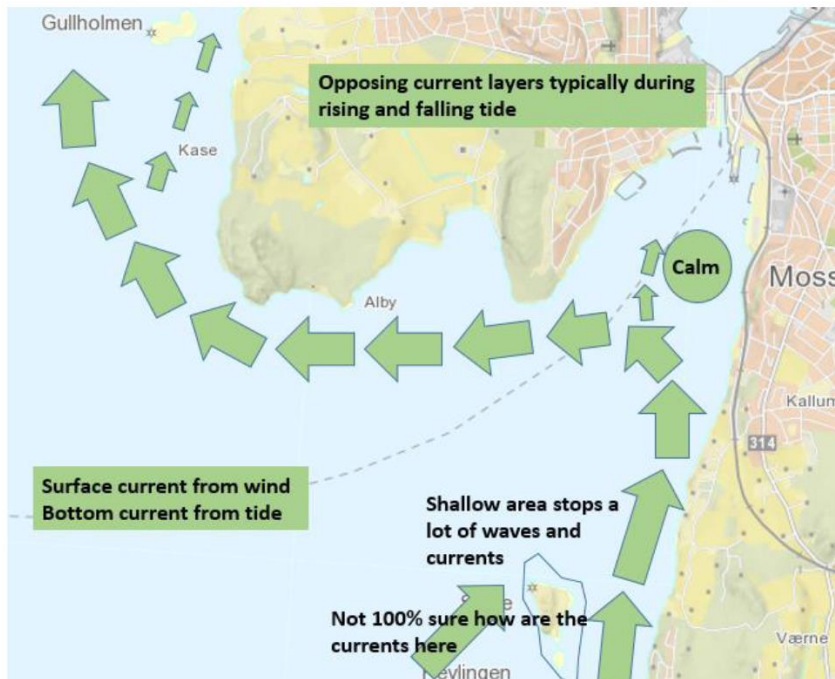 Gullholmen
Opposing current layers typically during
rising and falling tide
Kase
Calm
Moss
Alby
Kallum
314
Surface current from wind
Bottom current from tide
Shallow area stops a
lot of waves and
currents
Not 100% sure how are the
currents here
Værne